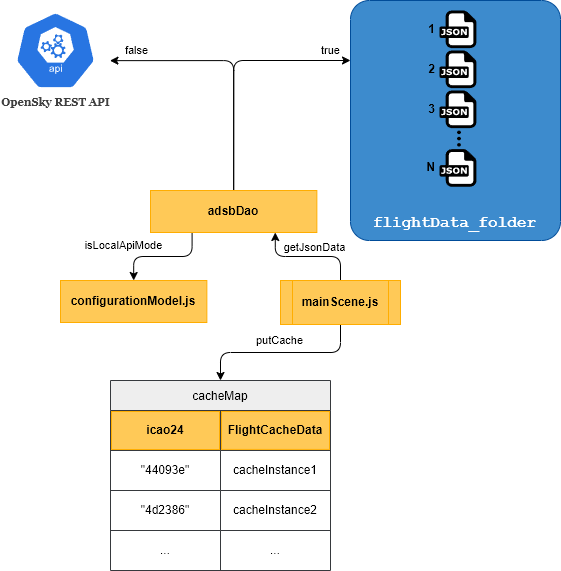 false
true
api
OpenSky REST API
1 JSON
2 JSON
3 JSON
N JSON
flightData_folder
adsbDao
isLocalApiMode
getJsonData
configurationModel.js
mainScene.js
putCache
cacheMap
icao24 FlightCacheData
"44093e" cacheInstance1
"4d2386" cacheInstance2
... ...